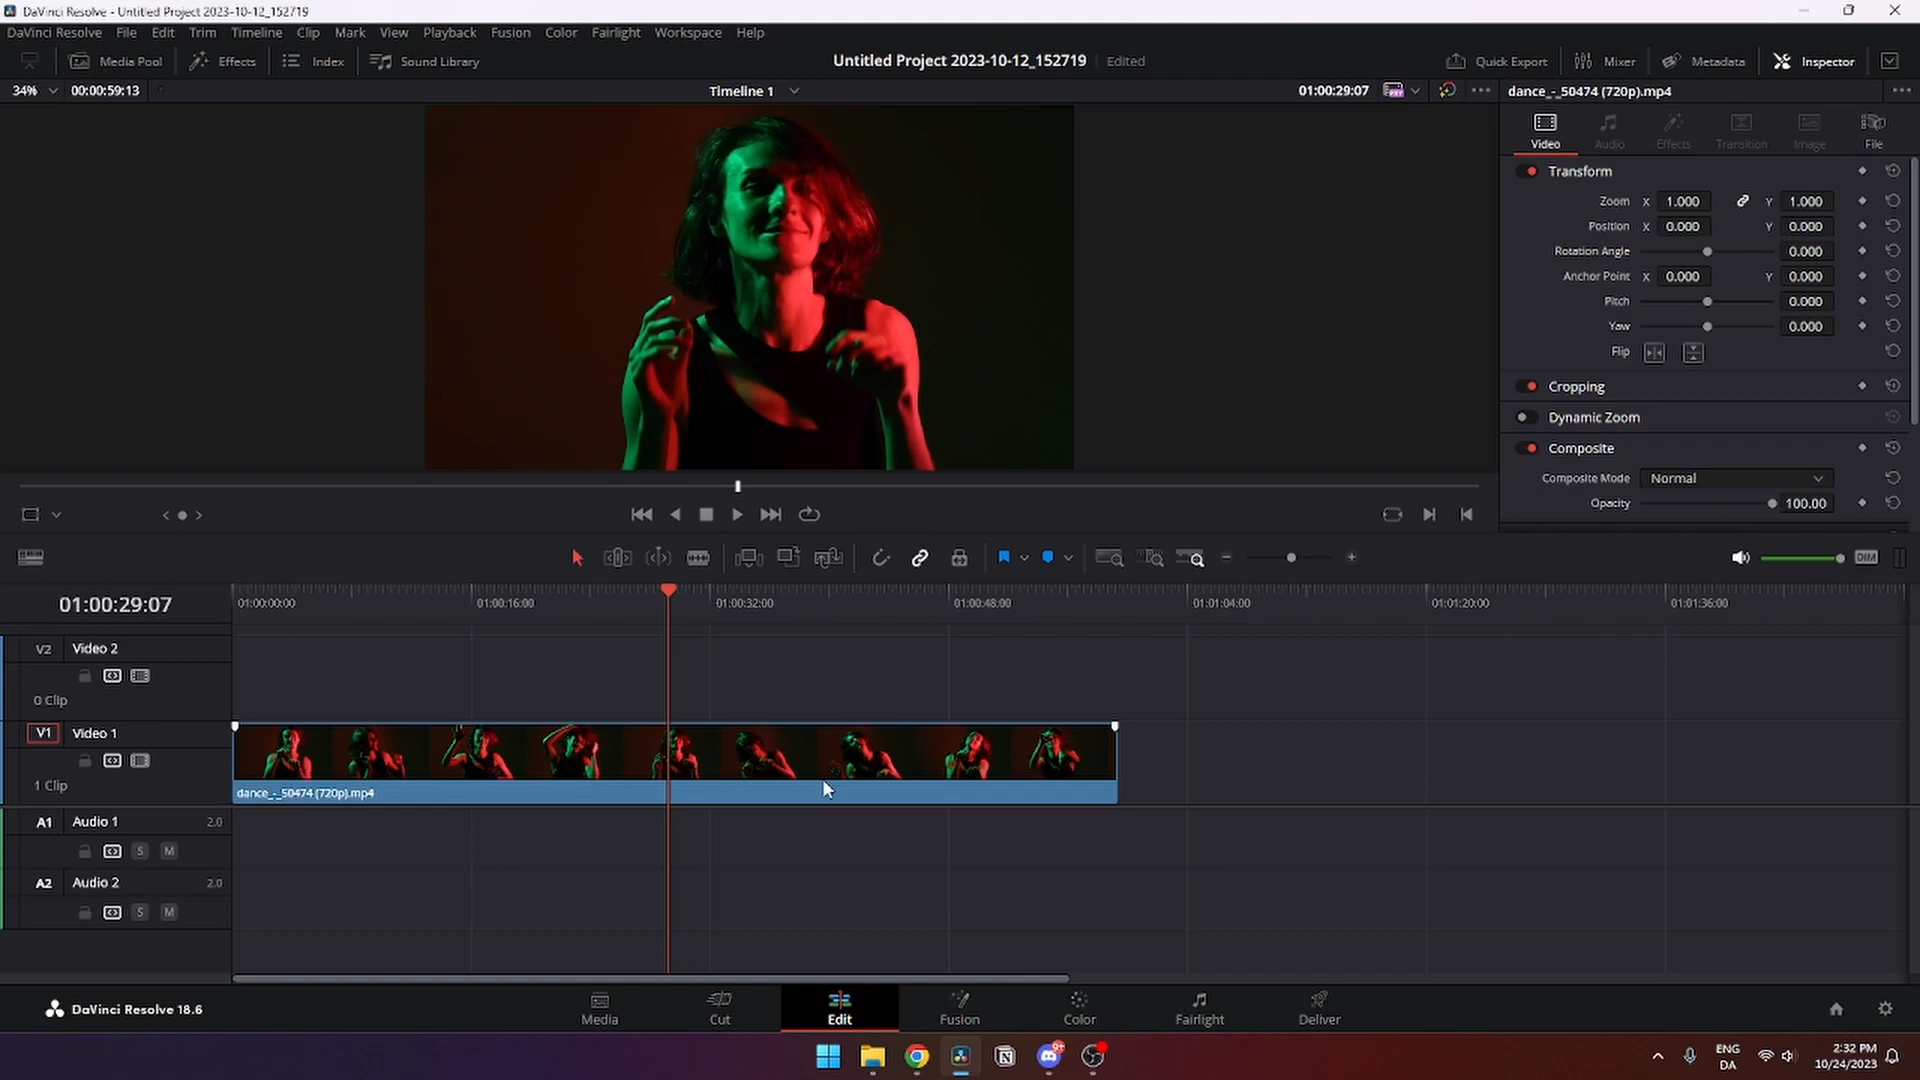 DaVinci Resolve - Untitled Project 2023-10-12_152719
DaVinci Resolve File Edit Trim Timeline Clip Mark View Playback Fusion Color Fairlight Workspace Help
Media Pool Effects Index Sound Library Untitled Project 2023-10-12_152719 Edited Quick Export Mixer Metadata Inspector
34% 00:00:59:13 Timeline 1 01:00:29:07 dance_-_50474 (720p).mp4
Video Audio Effects Transition Image File
Transform
Zoom X 1.000 Y 1.000
Position X 0.000 Y 0.000
Rotation Angle 0.000
Anchor Point X 0.000 Y 0.000
Pitch 0.000
Yaw 0.000
Flip
Cropping
Dynamic Zoom
Composite
Composite Mode Normal
Opacity 100.00
DIM
01:00:29:07 01:00:00:00 01:00:16:00 01:00:32:00 01:00:48:00 01:01:04:00 01:01:20:00 01:01:36:00
V2 Video 2
0 Clip
V1 Video 1
1 Clip
dance_-_50474 (720p).mp4
A1 Audio 1 2.0
S M
A2 Audio 2 2.0
S M
DaVinci Resolve 18.6 Media Cut Edit Fusion Color Fairlight Deliver
9+
ENG
DA
2:32 PM
10/24/2023